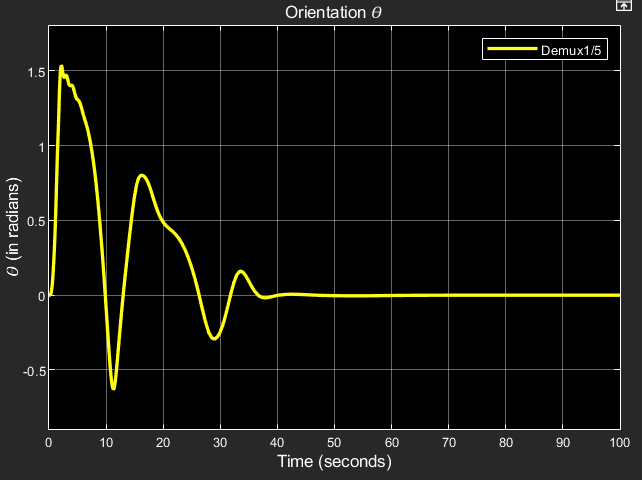 Orientation θ
Demux1/5
θ (in radians)
1.5
1
0.5
0
-0.5
0 10 20 30 40 50 60 70 80 90 100
Time (seconds)